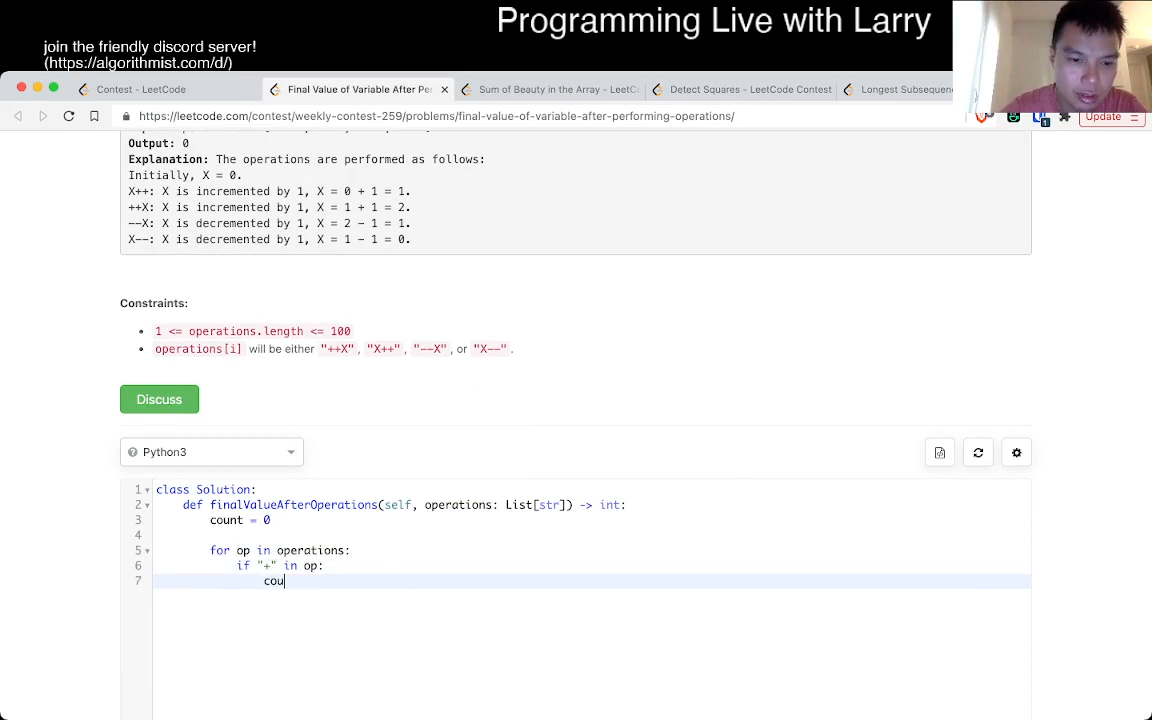 Programming Live with Larry
join the friendly discord server!
(https://algorithmist.com/d/)
Contest - LeetCode
Final Value of Variable After Per
Sum of Beauty in the Array - LeetC
Detect Squares - LeetCode Contest
Longest Subsequen
https://leetcode.com/contest/weekly-contest-259/problems/final-value-of-variable-after-performing-operations/
1
Update
Output: 0
Explanation: The operations are performed as follows:
Initially, X = 0.
X++: X is incremented by 1, X = 0 + 1 = 1.
++X: X is incremented by 1, X = 1 + 1 = 2.
--X: X is decremented by 1, X = 2 - 1 = 1.
X--: X is decremented by 1, X = 1 - 1 = 0.
Constraints:
• 1 <= operations.length <= 100
• operations[i] will be either "++X", "X++", "--X", or "X--".
Discuss
Python3
1 class Solution:
2 def finalValueAfterOperations(self, operations: List[str]) -> int:
3 count = 0
4
5 for op in operations:
6 if "+" in op:
7 cou